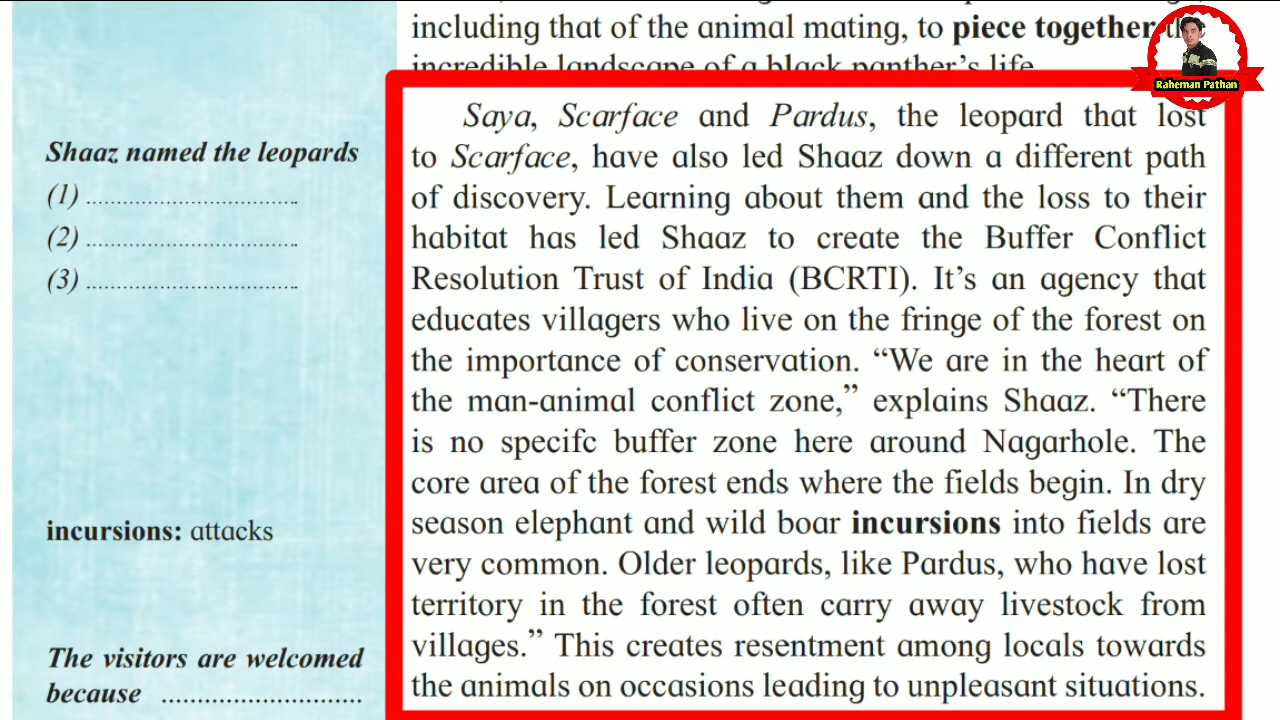 including that of the animal mating, to piece together the
incredible landscape of a black panther's life.
Raheman Pathan
Shaaz named the leopards
(1) ......................................
(2) ......................................
(3) ......................................
incursions: attacks
The visitors are welcomed
because ............................
Saya, Scarface and Pardus, the leopard that lost
to Scarface, have also led Shaaz down a different path
of discovery. Learning about them and the loss to their
habitat has led Shaaz to create the Buffer Conflict
Resolution Trust of India (BCRTI). It's an agency that
educates villagers who live on the fringe of the forest on
the importance of conservation. “We are in the heart of
the man-animal conflict zone,” explains Shaaz. “There
is no specifc buffer zone here around Nagarhole. The
core area of the forest ends where the fields begin. In dry
season elephant and wild boar incursions into fields are
very common. Older leopards, like Pardus, who have lost
territory in the forest often carry away livestock from
villages.” This creates resentment among locals towards
the animals on occasions leading to unpleasant situations.